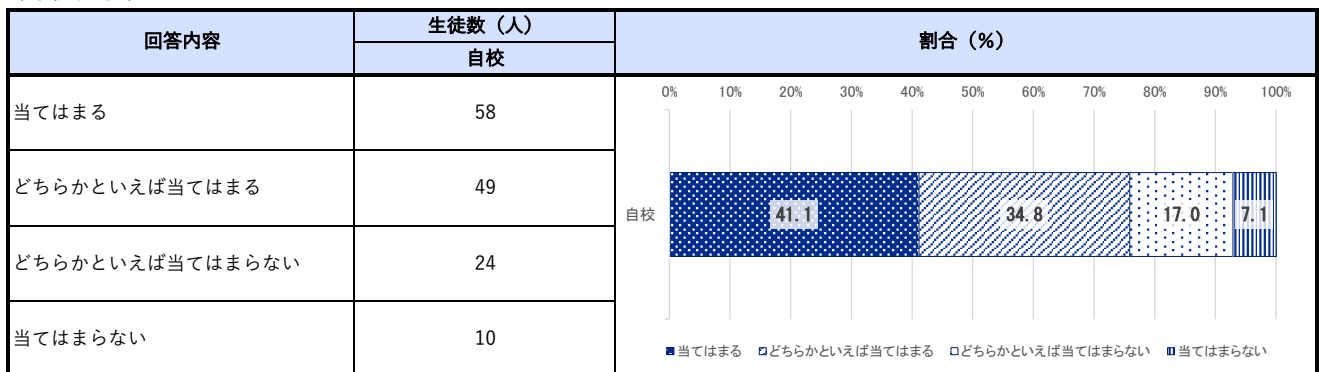 回答内容 生徒数（人） 割合（%）
自校
当てはまる 58
どちらかといえば当てはまる 49
どちらかといえば当てはまらない 24
当てはまらない 10
0% 10% 20% 30% 40% 50% 60% 70% 80% 90% 100%
自校 41.1 34.8 17.0 7.1
当てはまる どちらかといえば当てはまる どちらかといえば当てはまらない 当てはまらない